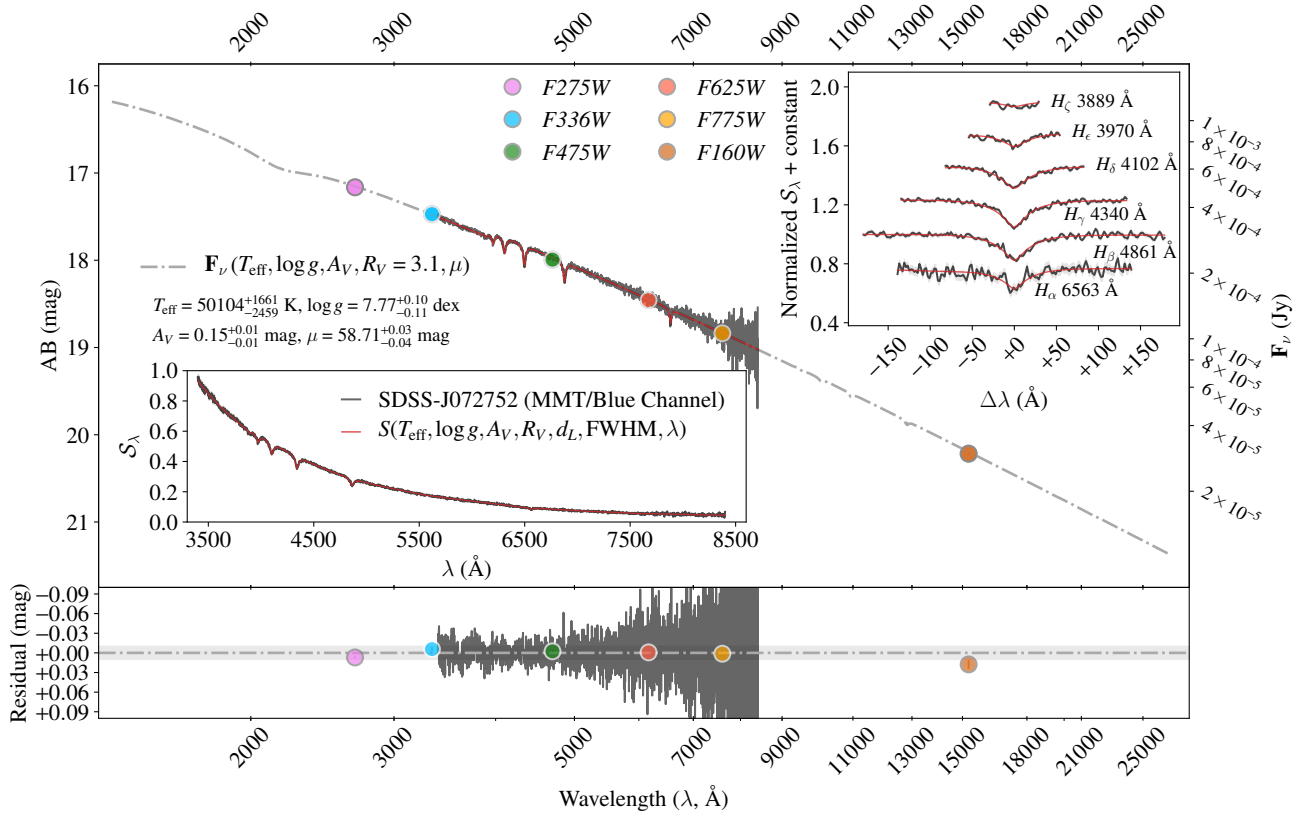 2000 3000 5000 7000 9000 11000 13000 15000 18000 21000 25000
AB (mag)
16
17
18
19
20
21
F275W F625W
F336W F775W
F475W F160W
F_ν (T_eff, log g, A_V, R_V = 3.1, μ)
T_eff = 50104^{+1661}_{−2459} K, log g = 7.77^{+0.10}_{−0.11} dex
A_V = 0.15^{+0.01}_{−0.01} mag, μ = 58.71^{+0.03}_{−0.04} mag
Normalized S_λ + constant
2.0
1.6
1.2
0.8
0.4
H_ζ 3889 Å
H_ϵ 3970 Å
H_δ 4102 Å
H_γ 4340 Å
H_β 4861 Å
H_α 6563 Å
−150 −100 −50 +0 +50 +100 +150
Δλ (Å)
1 × 10^{−3}
8 × 10^{−4}
6 × 10^{−4}
4 × 10^{−4}
2 × 10^{−4}
1 × 10^{−4}
8 × 10^{−5}
6 × 10^{−5}
4 × 10^{−5}
2 × 10^{−5}
F_ν (Jy)
S_λ
1.0
0.8
0.6
0.4
0.2
0.0
SDSS-J072752 (MMT/Blue Channel)
S(T_eff, log g, A_V, R_V, d_L, FWHM, λ)
3500 4500 5500 6500 7500 8500
λ (Å)
Residual (mag)
−0.09
−0.06
−0.03
+0.00
+0.03
+0.06
+0.09
2000 3000 5000 7000 9000 11000 13000 15000 18000 21000 25000
Wavelength (λ, Å)